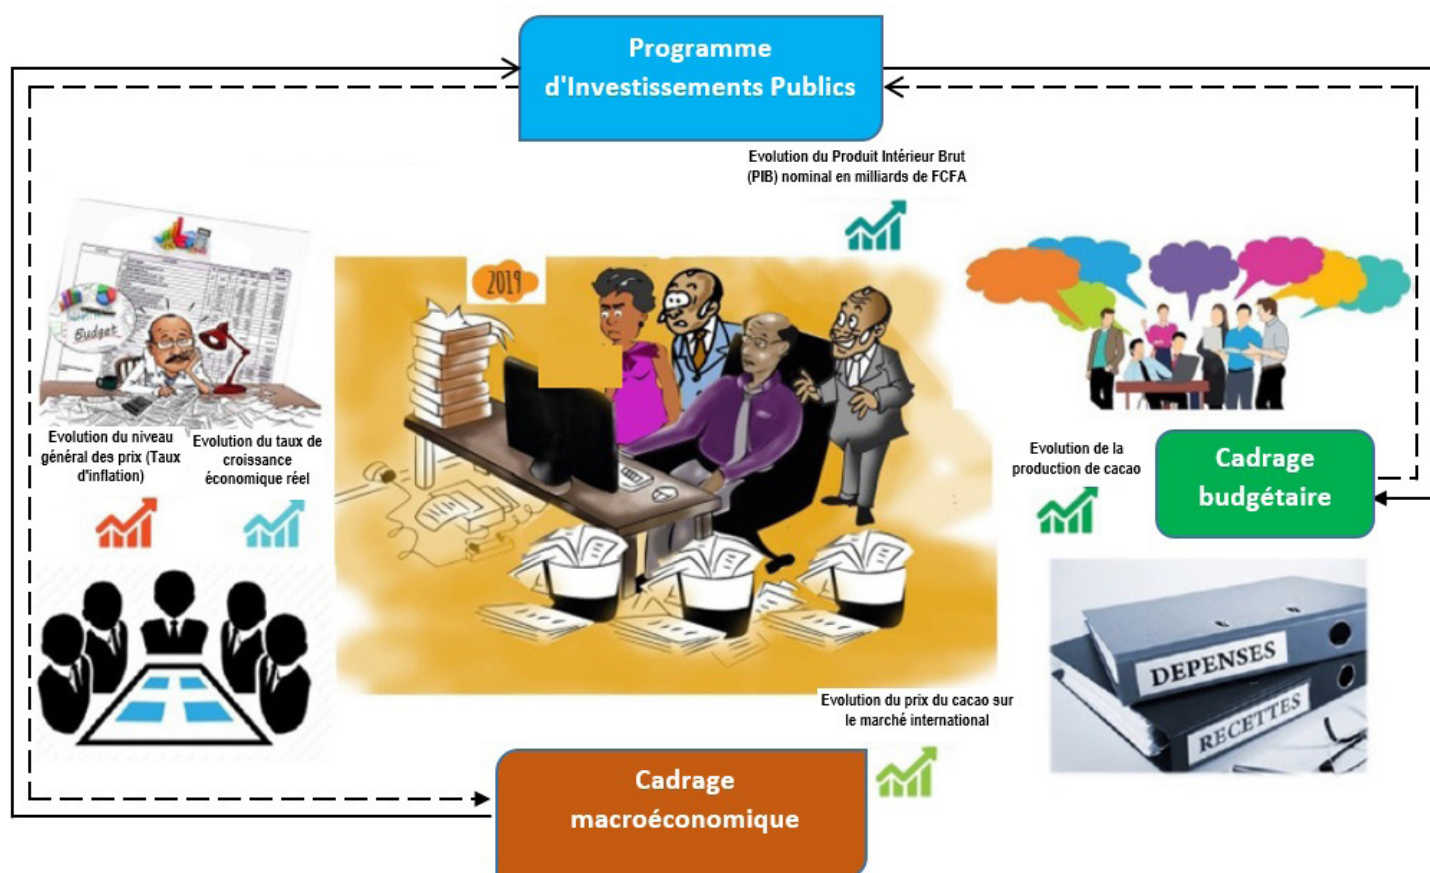 Programme
d'Investissements Publics
Evolution du Produit Intérieur Brut
(PIB) nominal en milliards de FCFA
Budget
2019
Evolution du niveau
général des prix (Taux
d'inflation)
Evolution du taux de
croissance
économique réel
Evolution de la
production de cacao
Cadrage
budgétaire
DEPENSES
RECETTES
Evolution du prix du cacao sur
le marché international
Cadrage
macroéconomique